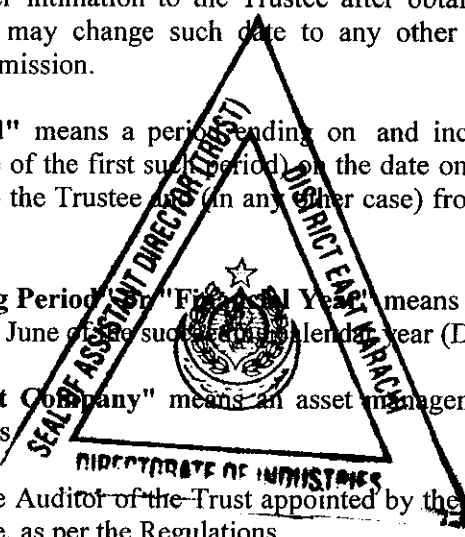 r intimation to the Trustee after obtai
may change such date to any other
mission.
d" means a period ending on and inc
e of the first such period) on the date on
the Trustee and (in any other case) fro
g Period" or "Financial Year" means
June of the succeeding calendar year (D
t Company" means an asset managem
s
e Auditor of the Trust appointed by the
e, as per the Regulations
SEAL OF ASSISTANT DIRECTOR (TRUST)
DISTRICT EAST KARACHI
DIRECTORATE OF INDUSTRIES